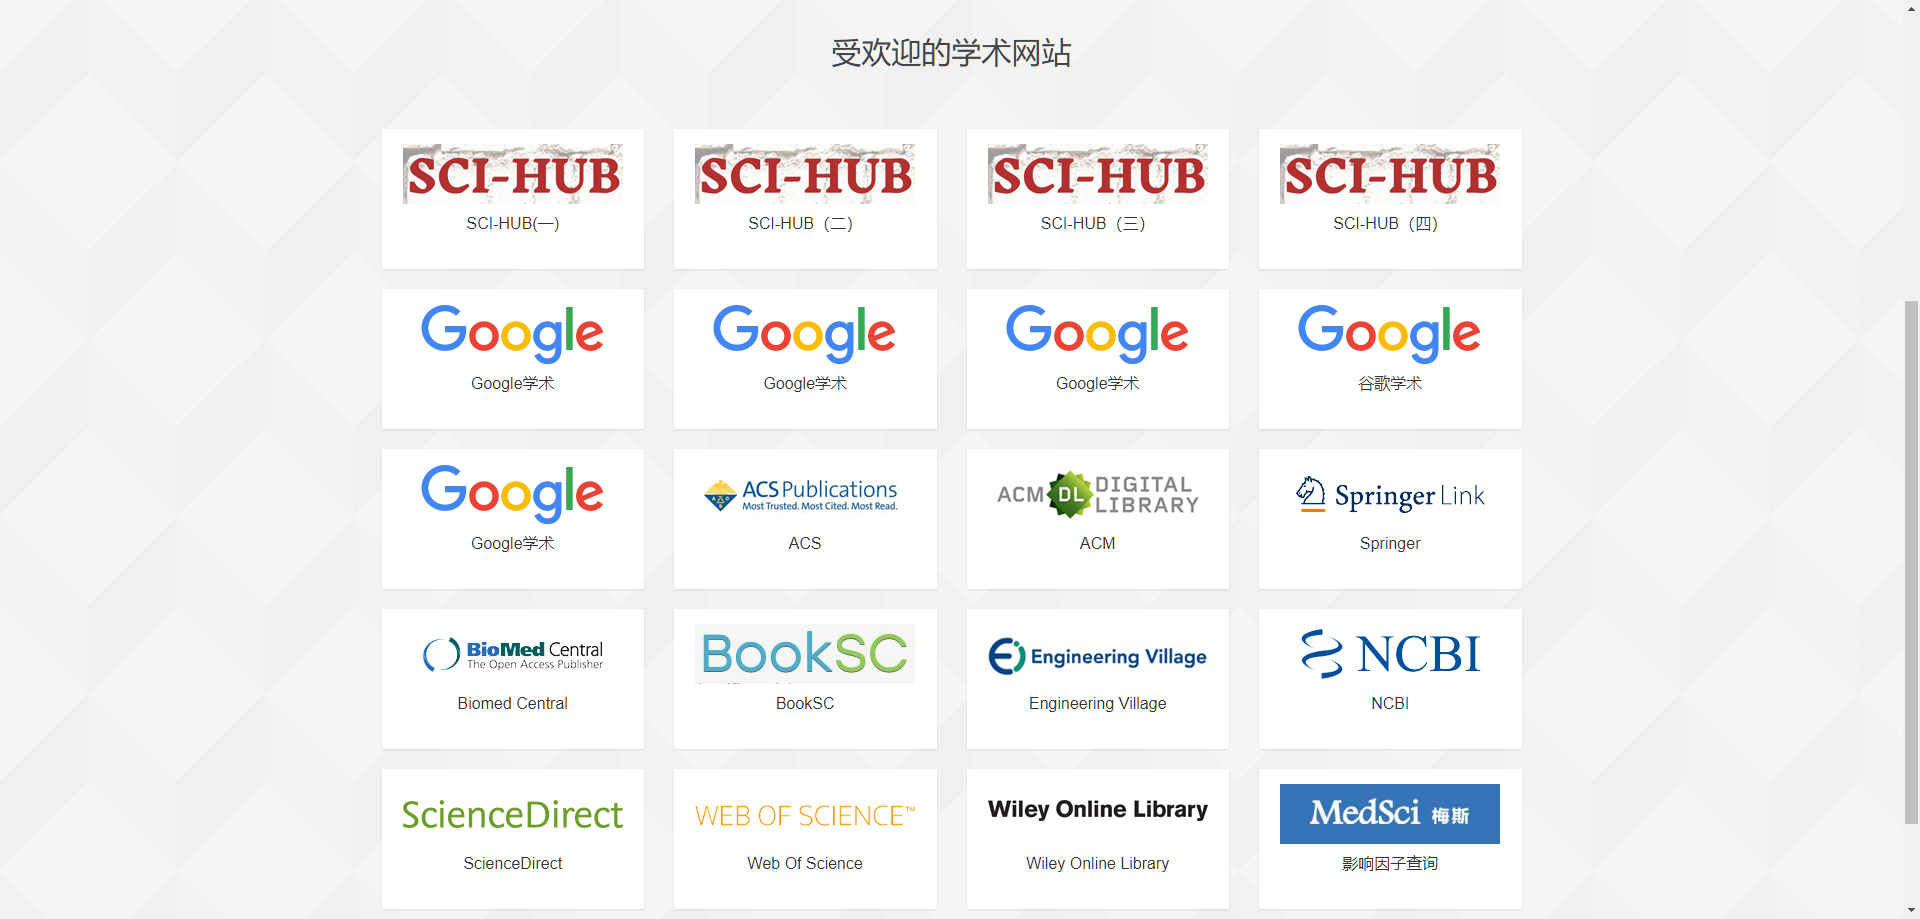 受欢迎的学术网站
SCI-HUB
SCI-HUB
SCI-HUB
SCI-HUB
SCI-HUB(一)
SCI-HUB（二）
SCI-HUB（三）
SCI-HUB（四）
Google
Google
Google
Google
Google学术
Google学术
Google学术
谷歌学术
Google
ACS Publications
Most Trusted. Most Cited. Most Read.
ACM DL DIGITAL LIBRARY
Springer Link
Google学术
ACS
ACM
Springer
BioMed Central
The Open Access Publisher
BookSC
Engineering Village
NCBI
Biomed Central
BookSC
Engineering Village
NCBI
ScienceDirect
WEB OF SCIENCE™
Wiley Online Library
MedSci 梅斯
ScienceDirect
Web Of Science
Wiley Online Library
影响因子查询